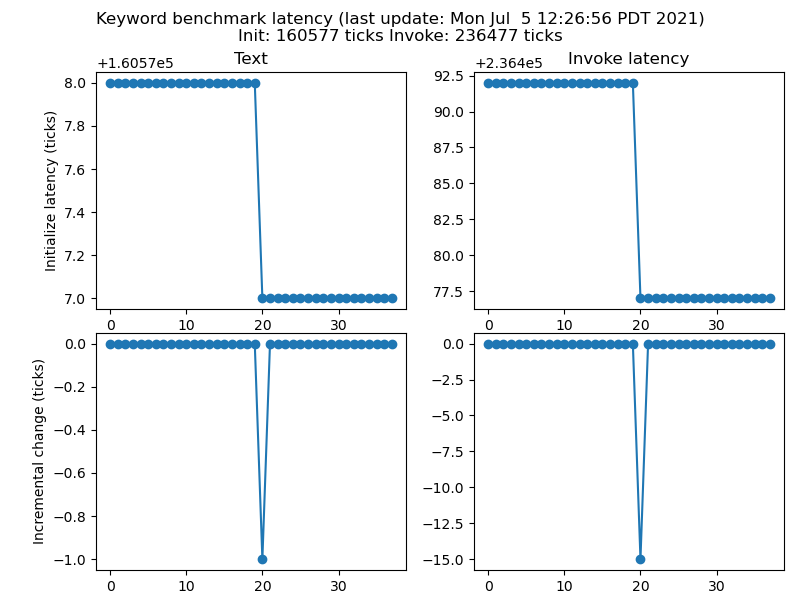 Keyword benchmark latency (last update: Mon Jul  5 12:26:56 PDT 2021)
Init: 160577 ticks Invoke: 236477 ticks
Text
+1.6057e5
Initialize latency (ticks)
8.0
7.8
7.6
7.4
7.2
7.0
0 10 20 30
Invoke latency
+2.364e5
92.5
90.0
87.5
85.0
82.5
80.0
77.5
0 10 20 30
Incremental change (ticks)
0.0
−0.2
−0.4
−0.6
−0.8
−1.0
0 10 20 30
0.0
−2.5
−5.0
−7.5
−10.0
−12.5
−15.0
0 10 20 30